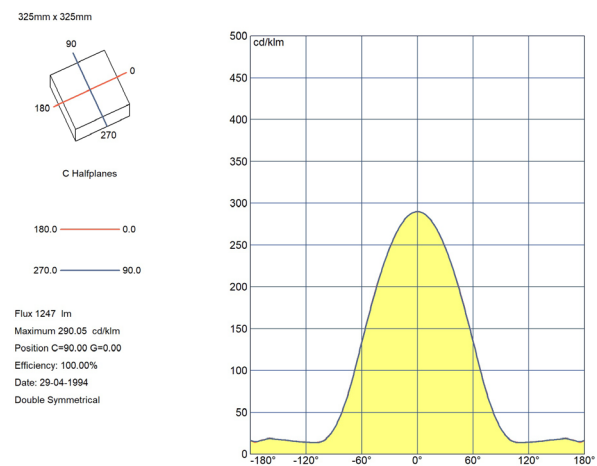 325mm x 325mm
90
0
180
270
C Halfplanes
180.0 0.0
270.0 90.0
Flux 1247 lm
Maximum 290.05 cd/klm
Position C=90.00 G=0.00
Efficiency: 100.00%
Date: 29-04-1994
Double Symmetrical
500
cd/klm
450
400
350
300
250
200
150
100
50
0
-180° -120° -60° 0° 60° 120° 180°